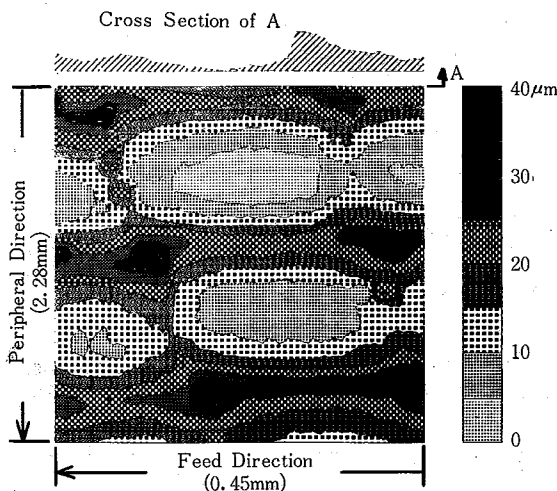 Cross Section of A
A
40μm
30
20
10
0
Peripheral Direction
(2.28mm)
Feed Direction
(0.45mm)